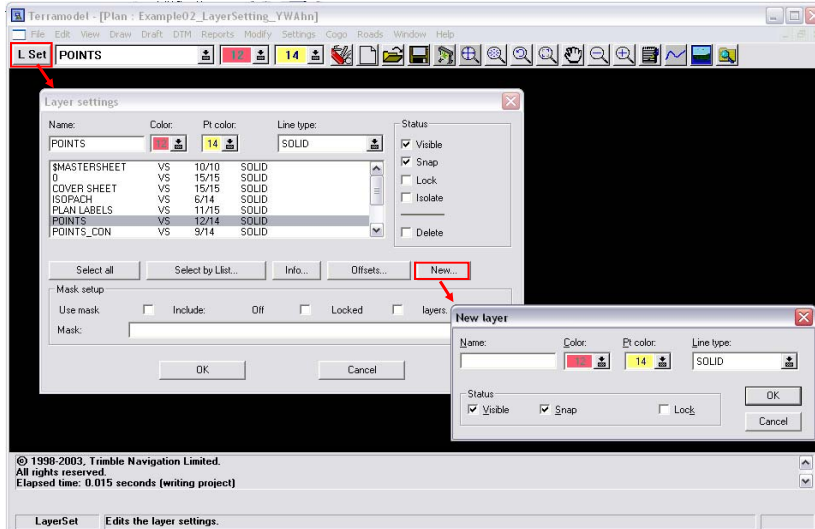 Terramodel - [Plan : Example02_LayerSetting_YWAhn]
File Edit View Draw Draft DTM Reports Modify Settings Cogo Roads Window Help
L Set POINTS 12 14
Layer settings
Name: Color: Pt color: Line type: Status
POINTS 12 14 SOLID Visible
Snap
Lock
Isolate
Delete
$MASTERSHEET VS 10/10 SOLID
0 VS 15/15 SOLID
COVER SHEET VS 15/15 SOLID
ISOPACH VS 6/14 SOLID
PLAN LABELS VS 11/15 SOLID
POINTS VS 12/14 SOLID
POINTS_CON VS 9/14 SOLID
Select all Select by Llist... Info... Offsets... New...
Mask setup
Use mask Include: Off Locked layers.
Mask:
OK Cancel
New layer
Name: Color: Pt color: Line type:
12 14 SOLID
Status
Visible Snap Lock
OK
Cancel
© 1998-2003, Trimble Navigation Limited.
All rights reserved.
Elapsed time: 0.015 seconds (writing project)
LayerSet Edits the layer settings.